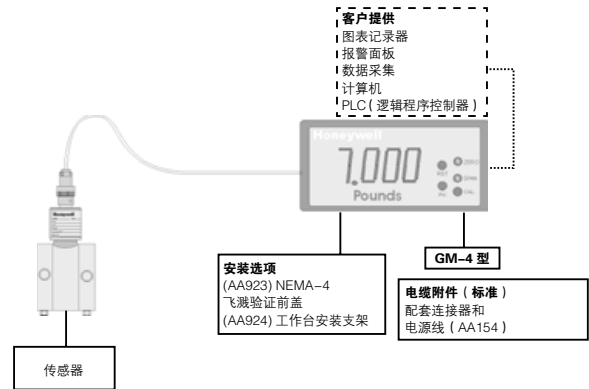 客户提供
图表记录器
报警面板
数据采集
计算机
PLC（逻辑程序控制器）
Honeywell
7.000
Pounds
ZERO
SPAN
CAL
Honeywell
GM–4 型
安装选项
(AA923) NEMA–4
飞溅验证前盖
(AA924) 工作台安装支架
电缆附件（标准）
配套连接器和
电源线（AA154）
传感器